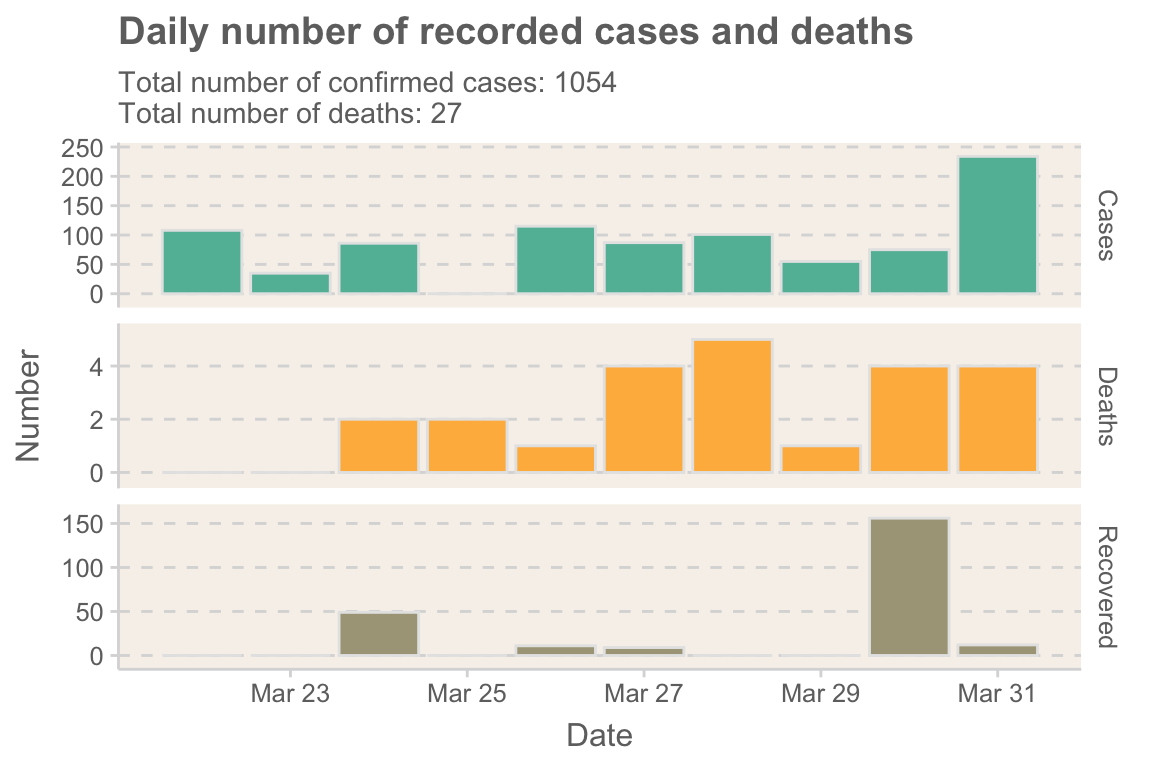 Daily number of recorded cases and deaths
Total number of confirmed cases: 1054
Total number of deaths: 27
250
200
150
100
50
0
Cases
4
2
0
Deaths
150
100
50
0
Recovered
Number
Mar 23 Mar 25 Mar 27 Mar 29 Mar 31
Date